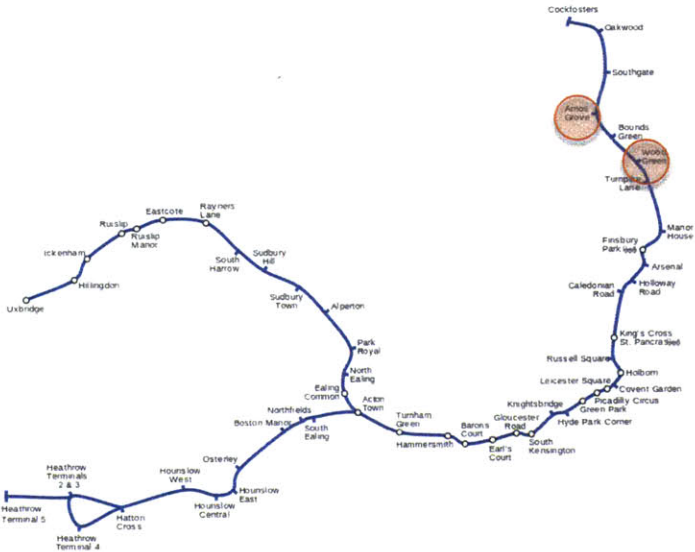 Cockfosters
Oakwood
Southgate
Arnos
Grove
Bounds
Green
Wood
Green
Turnpike
Lane
Manor
House
Finsbury
Park
Arsenal
Holloway
Road
Caledonian
Road
King's Cross
St. Pancras
Russell Square
Holborn
Leicester Square
Covent Garden
Picadilly Circus
Green Park
Hyde Park Corner
Knightsbridge
South
Kensington
Gloucester
Road
Earl's
Court
Barons
Court
Hammersmith
Turnham
Green
Acton
Town
Ealing
Common
North
Ealing
Park
Royal
Alperton
Sudbury
Town
Sudbury
Hill
South
Harrow
Rayners
Lane
Eastcote
Ruislip
Manor
Ruislip
Ickenham
Hillingdon
Uxbridge
South
Ealing
Northfields
Boston Manor
Osterley
Hounslow
East
Hounslow
Central
Hounslow
West
Hatton
Cross
Heathrow
Terminals
2 & 3
Heathrow
Terminal 4
Heathrow
Terminal 5